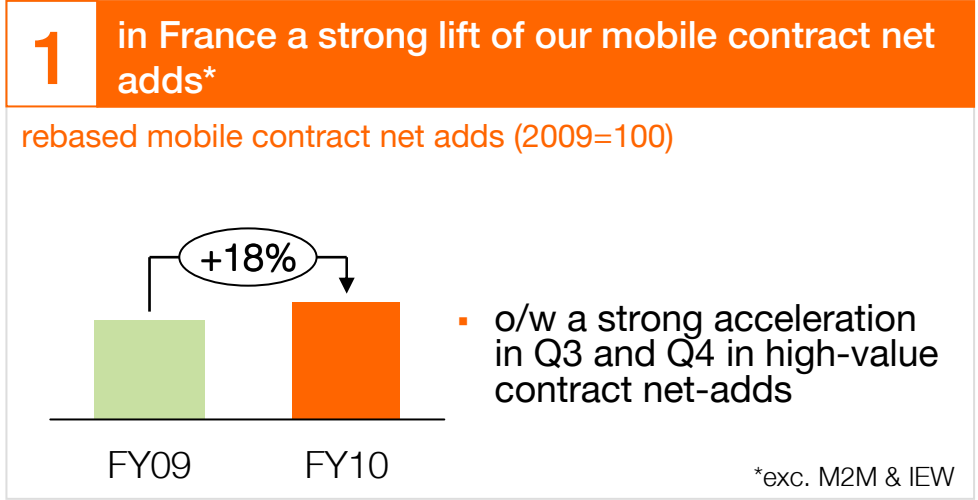 1
in France a strong lift of our mobile contract net
adds*
rebased mobile contract net adds (2009=100)
+18%
▪ o/w a strong acceleration
in Q3 and Q4 in high-value
contract net-adds
FY09
FY10
*exc. M2M & IEW